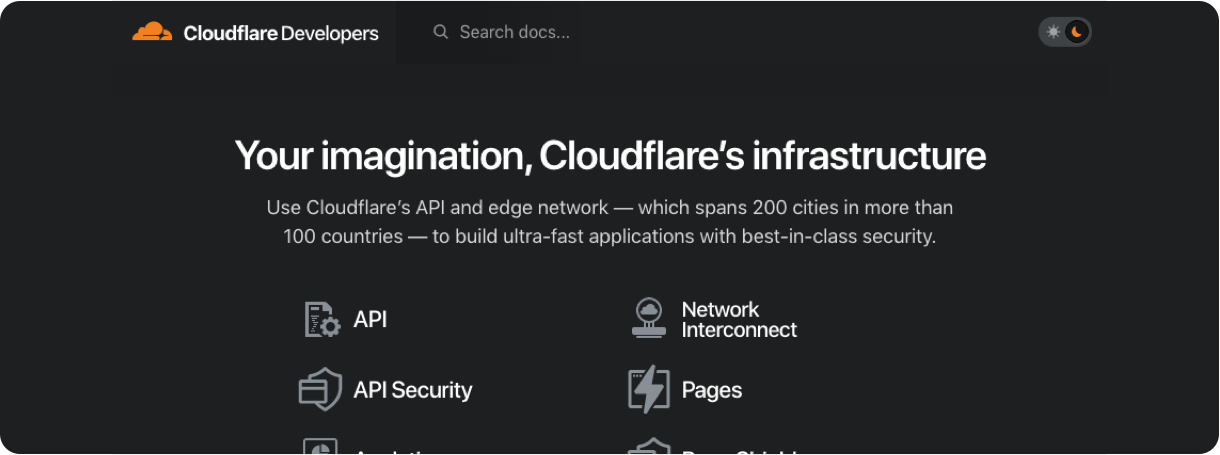 Cloudflare Developers
Search docs...
Your imagination, Cloudflare’s infrastructure
Use Cloudflare’s API and edge network — which spans 200 cities in more than
100 countries — to build ultra-fast applications with best-in-class security.
API
Network
Interconnect
API Security
Pages